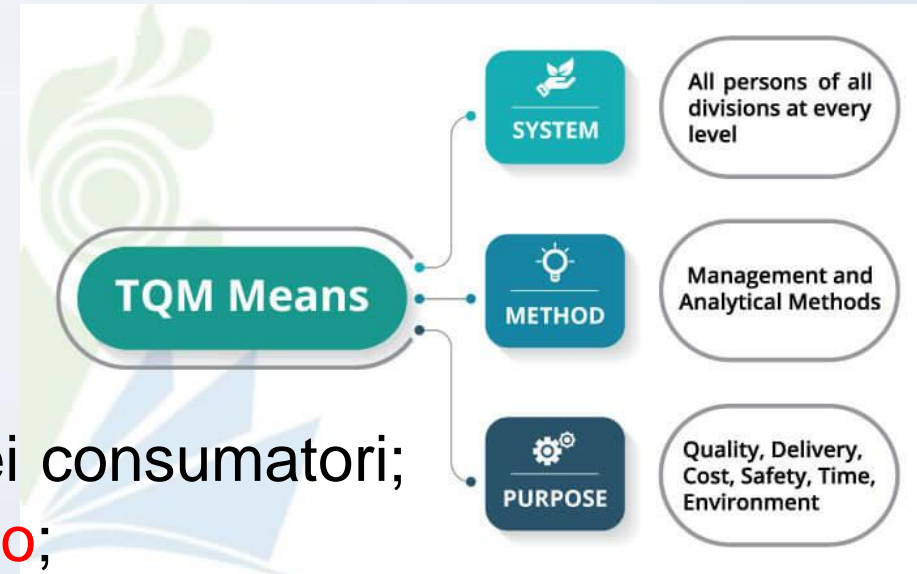 SYSTEM
All persons of all
divisions at every
level
TQM Means
METHOD
Management and
Analytical Methods
PURPOSE
Quality, Delivery,
Cost, Safety, Time,
Environment
consumatori;